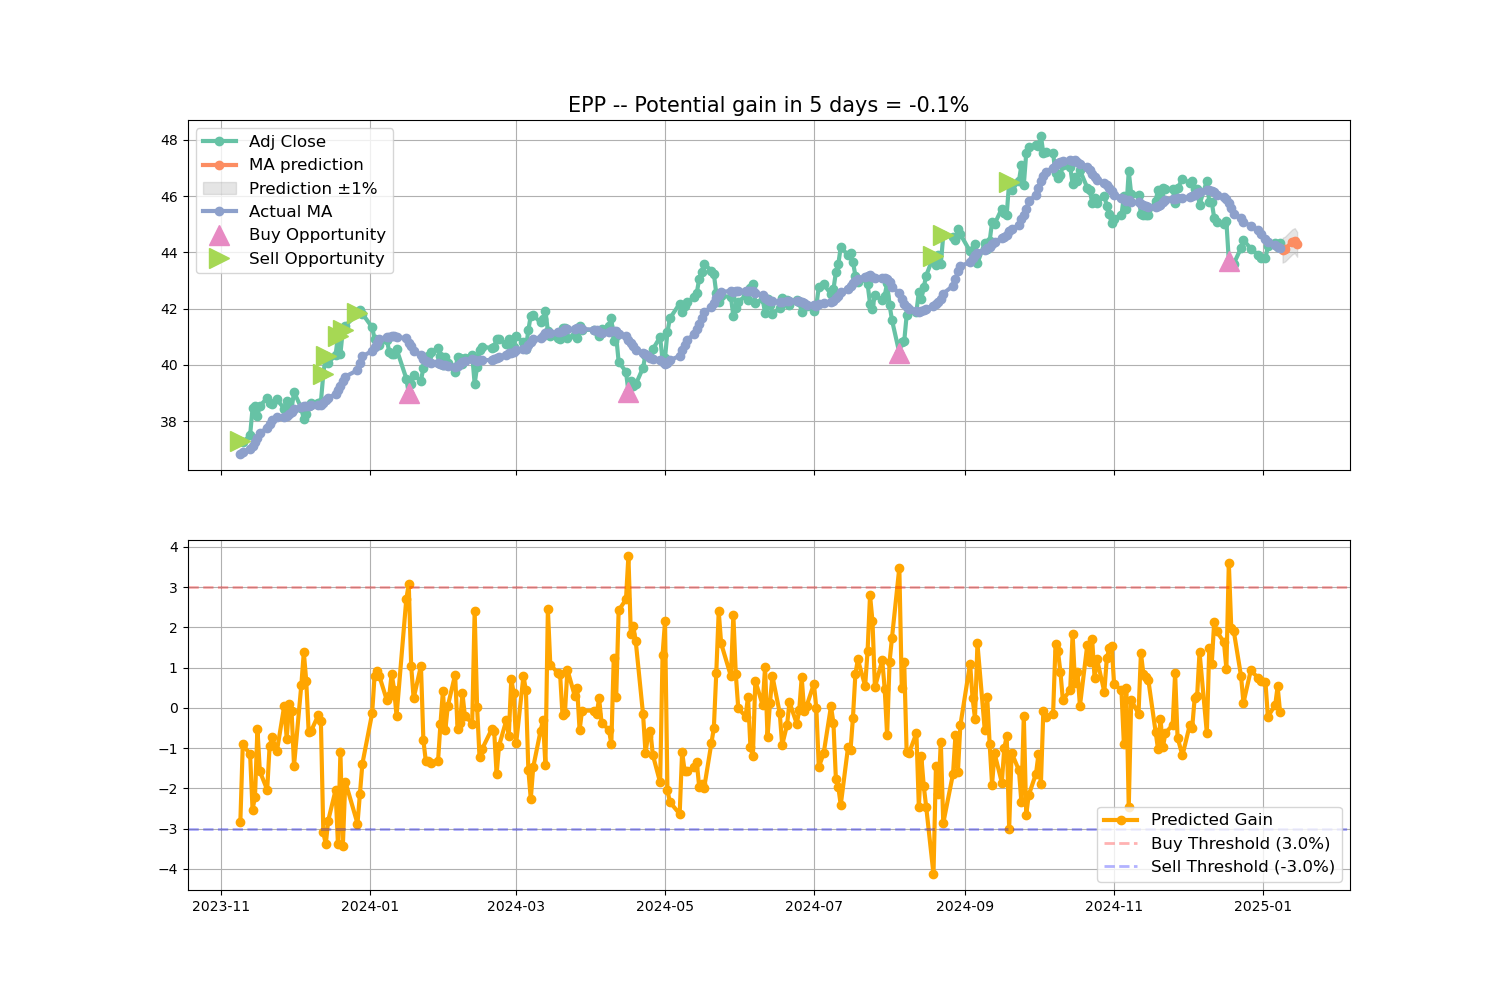 EPP -- Potential gain in 5 days = -0.1%
48
46
44
42
40
38
Adj Close
MA prediction
Prediction ±1%
Actual MA
Buy Opportunity
Sell Opportunity
4
3
2
1
0
−1
−2
−3
−4
Predicted Gain
Buy Threshold (3.0%)
Sell Threshold (-3.0%)
2023-11
2024-01
2024-03
2024-05
2024-07
2024-09
2024-11
2025-01